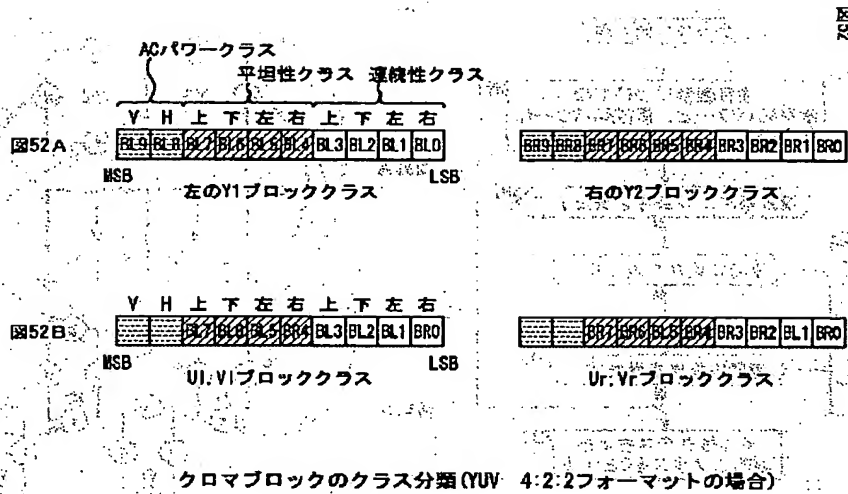 図52
ACパワークラス
平坦性クラス 連続性クラス
V H 上 下 左 右 上 下 左 右
図52A
BL9 BL8 BL7 BL6 BL5 BL4 BL3 BL2 BL1 BL0
BR9 BR8 BR7 BR6 BR5 BR4 BR3 BR2 BR1 BR0
MSB LSB
左のY1ブロッククラス
右のY2ブロッククラス
V H 上 下 左 右 上 下 左 右
図52B
BL7 BL6 BL5 BR4 BL3 BL2 BL1 BR0
BR7 BR6 BL5 BR4 BR3 BR2 BL1 BR0
MSB LSB
Ul,Vlブロッククラス
Ur,Vrブロッククラス
クロマブロックのクラス分類(YUV 4:2:2フォーマットの場合)